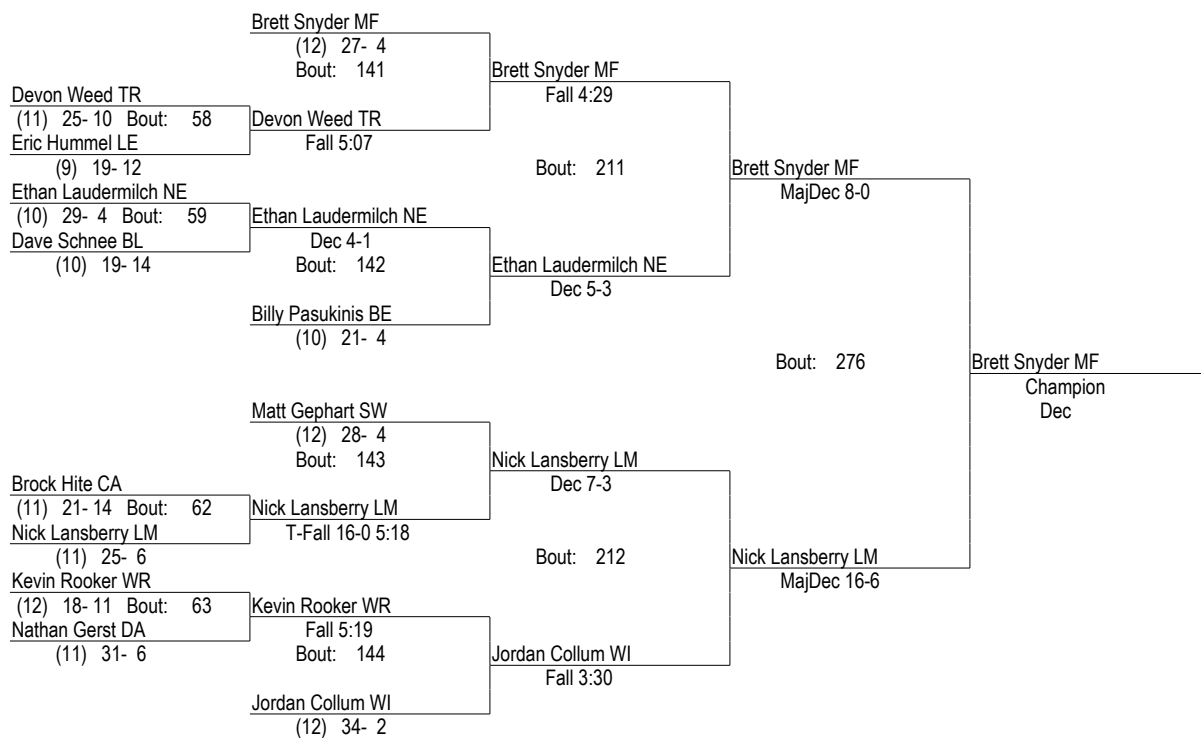 Brett Snyder MF
(12) 27- 4
Bout: 141
Brett Snyder MF
Fall 4:29
Devon Weed TR
(11) 25- 10 Bout: 58
Devon Weed TR
Fall 5:07
Eric Hummel LE
(9) 19- 12
Bout: 211
Brett Snyder MF
MajDec 8-0
Ethan Laudermilch NE
(10) 29- 4 Bout: 59
Ethan Laudermilch NE
Dec 4-1
Bout: 142
Dave Schnee BL
(10) 19- 14
Ethan Laudermilch NE
Dec 5-3
Billy Pasukinis BE
(10) 21- 4
Bout: 276
Brett Snyder MF
Champion
Dec
Matt Gephart SW
(12) 28- 4
Bout: 143
Nick Lansberry LM
Dec 7-3
Brock Hite CA
(11) 21- 14 Bout: 62
Nick Lansberry LM
T-Fall 16-0 5:18
Nick Lansberry LM
(11) 25- 6
Bout: 212
Nick Lansberry LM
MajDec 16-6
Kevin Rooker WR
(12) 18- 11 Bout: 63
Kevin Rooker WR
Fall 5:19
Bout: 144
Nathan Gerst DA
(11) 31- 6
Jordan Collum WI
Fall 3:30
Jordan Collum WI
(12) 34- 2